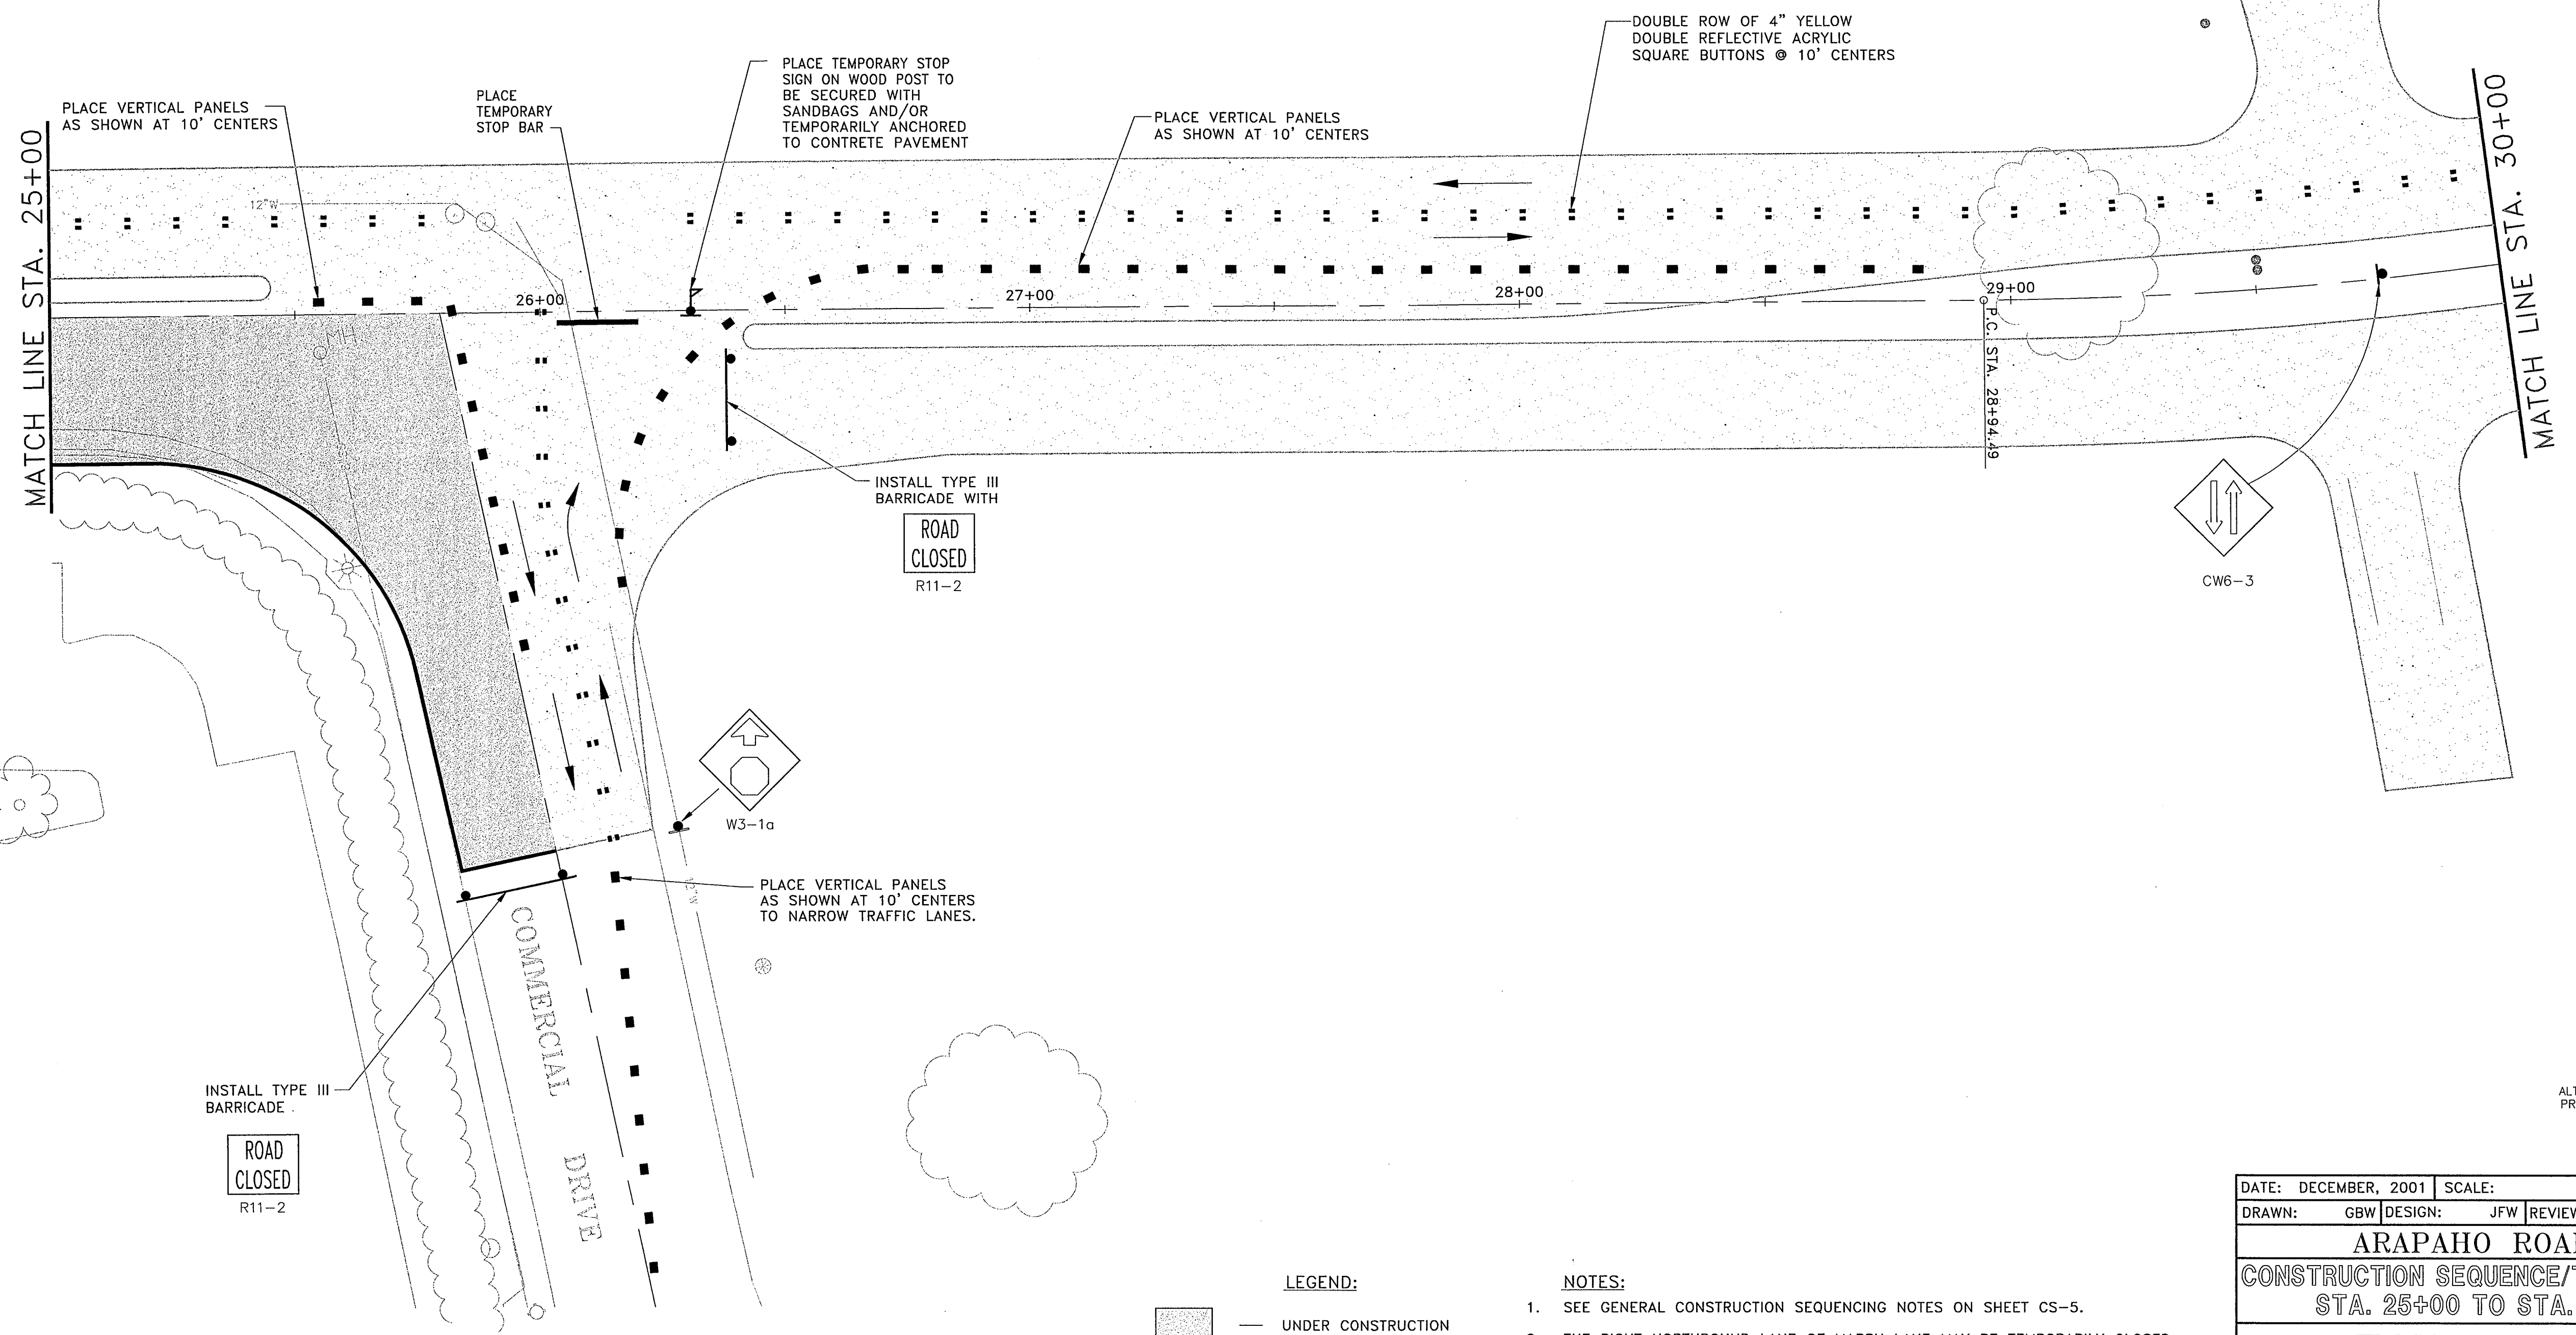 DOUBLE ROW OF 4" YELLOW
DOUBLE REFLECTIVE ACRYLIC
SQUARE BUTTONS @ 10' CENTERS
PLACE TEMPORARY STOP
SIGN ON WOOD POST TO
BE SECURED WITH
SANDBAGS AND/OR
TEMPORARILY ANCHORED
TO CONTRETE PAVEMENT
PLACE VERTICAL PANELS
AS SHOWN AT 10' CENTERS
PLACE
TEMPORARY
STOP BAR
PLACE VERTICAL PANELS
AS SHOWN AT 10' CENTERS
MATCH LINE STA. 25+00
MATCH LINE STA. 30+00
12"W
26+00
27+00
28+00
29+00
MH
P.C. STA. 28+94.49
INSTALL TYPE III
BARRICADE WITH
ROAD
CLOSED
R11-2
CW6-3
W3-1a
PLACE VERTICAL PANELS
AS SHOWN AT 10' CENTERS
TO NARROW TRAFFIC LANES.
12"W
COMMERCIAL DRIVE
INSTALL TYPE III
BARRICADE
ROAD
CLOSED
R11-2
LEGEND:
UNDER CONSTRUCTION
NOTES:
1. SEE GENERAL CONSTRUCTION SEQUENCING NOTES ON SHEET CS-5.
DATE: DECEMBER, 2001 SCALE:
DRAWN: GBW DESIGN: JFW REVIEW
ARAPAHO ROA
CONSTRUCTION SEQUENCE/
STA. 25+00 TO STA.